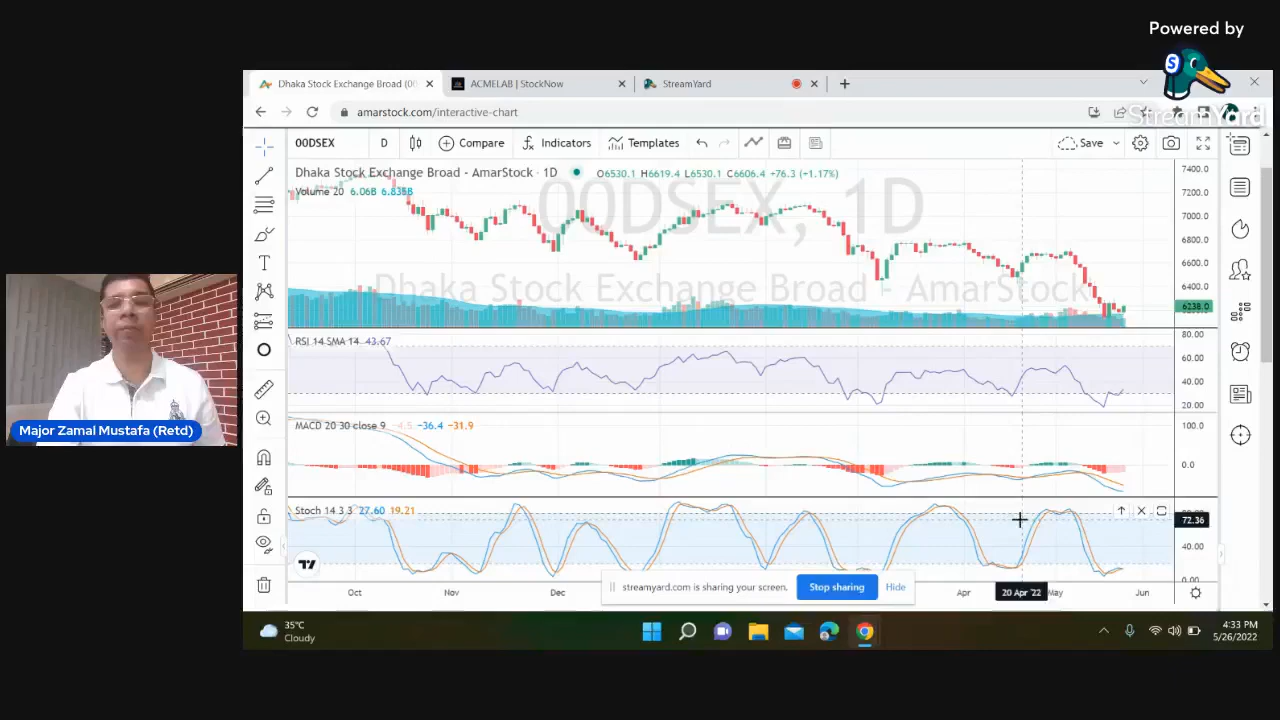 Powered by
S
StreamYard
Dhaka Stock Exchange Broad (00
ACMELAB | StockNow
StreamYard
amarstock.com/interactive-chart
00DSEX
D
Compare
Indicators
Templates
Save
Dhaka Stock Exchange Broad - AmarStock · 1D
O6530.1 H6619.4 L6530.1 C6606.4 +76.3 (+1.17%)
Volume 20 6.06B 6.835B
00DSEX, 1D
Dhaka Stock Exchange Broad - AmarStock
7400.0
7200.0
7000.0
6800.0
6600.0
6400.0
6238.0
RSI 14 SMA 14 43.67
80.00
60.00
40.00
20.00
MACD 20 30 close 9 -4.5 -36.4 -31.9
100.0
0.0
Stoch 14 3 3 27.60 19.21
72.36
40.00
0.00
Major Zamal Mustafa (Retd)
streamyard.com is sharing your screen.
Stop sharing
Hide
Oct
Nov
Dec
Apr
20 Apr '22
May
Jun
35°C
Cloudy
4:33 PM
5/26/2022